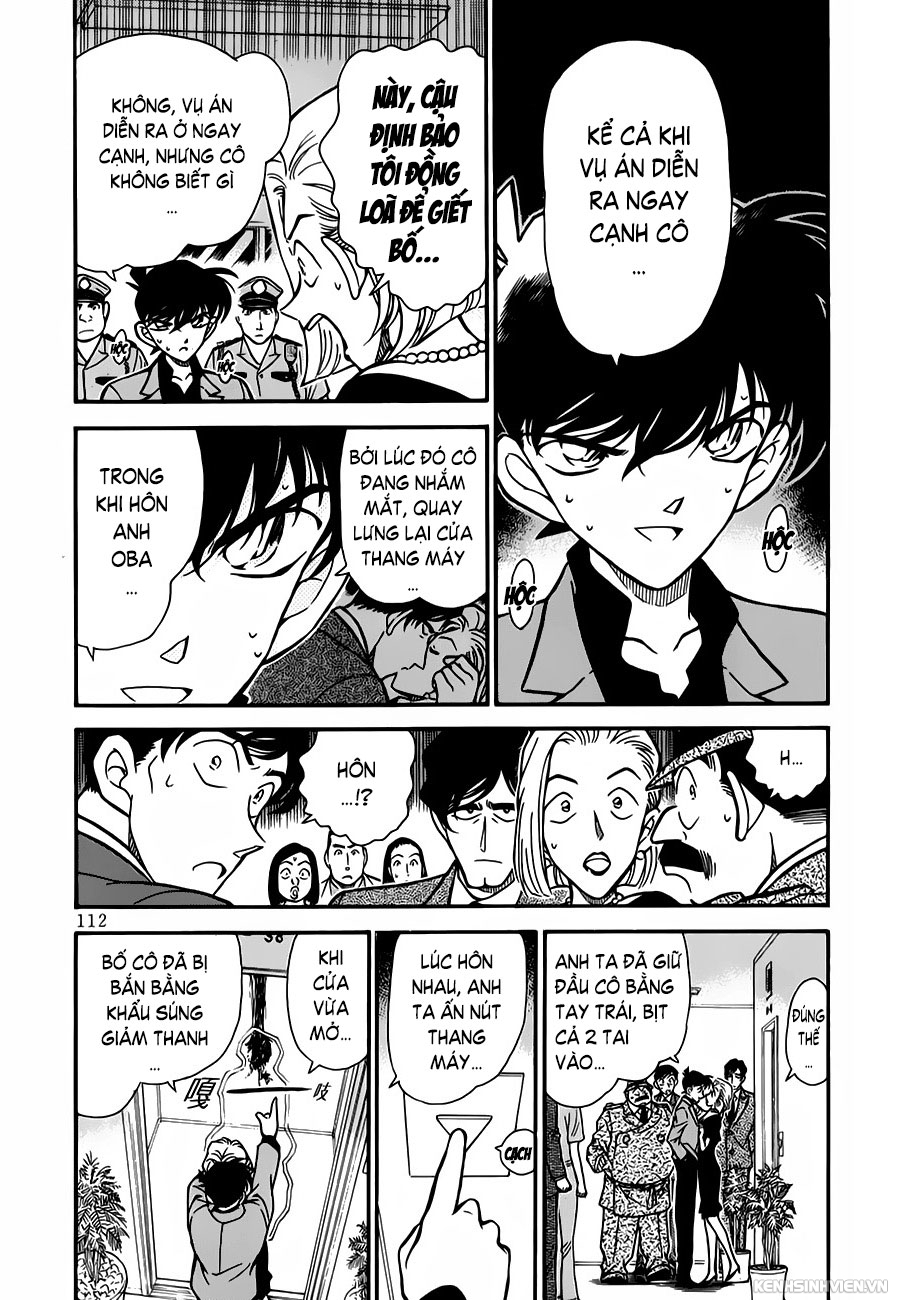 KỂ CẢ KHI
VỤ ÁN DIỄN
RA NGAY
CẠNH CÔ
...
HỘC
HỘC
NÀY, CẬU
ĐỊNH BẢO
TÔI ĐỒNG
LOÃ ĐỂ GIẾT
BỐ...
KHÔNG, VỤ ÁN
DIỄN RA Ở NGAY
CẠNH, NHƯNG CÔ
KHÔNG BIẾT GÌ
...
HỘC
HỘC
BỞI LÚC ĐÓ CÔ
ĐANG NHẮM
MẮT, QUAY
LƯNG LẠI CỬA
THANG MÁY
...
TRONG
KHI HÔN
ANH
OBA
...
H...
HÔN
...!?
112
ĐÚNG
THẾ
...
ANH TA ĐÃ GIỮ
ĐẦU CÔ BẰNG
TAY TRÁI, BỊT
CẢ 2 TAI
VÀO...
LÚC HÔN
NHAU, ANH
TA ẤN NÚT
THANG
MÁY...
CẠCH
38
KHI
CỬA
VỪA
MỞ...
BỐ CÔ ĐÃ BỊ
BẮN BẰNG
KHẨU SÚNG
GIẢM THANH
...
嘎
吱
KENHSINHVIEN.VN